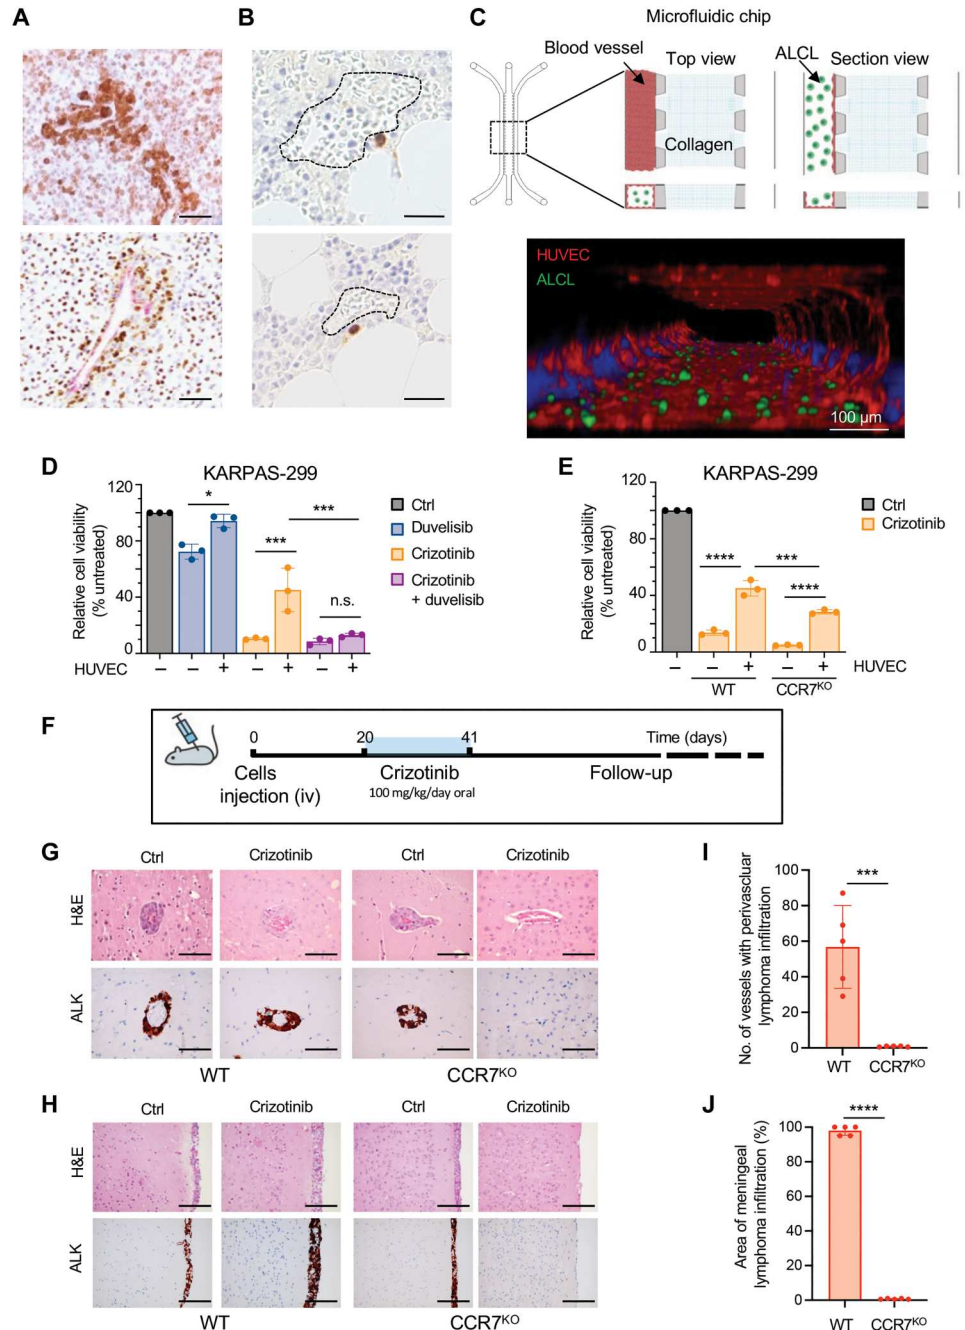 A
B
C
Microfluidic chip
Blood vessel
Top view
ALCL
Section view
Collagen
HUVEC
ALCL
100 µm
D
KARPAS-299
Relative cell viability
(% untreated)
120
80
40
0
*
***
***
n.s.
Ctrl
Duvelisib
Crizotinib
Crizotinib
+ duvelisib
HUVEC
– – + – + – +
E
KARPAS-299
Relative cell viability
(% untreated)
120
80
40
0
****
***
****
Ctrl
Crizotinib
– – + – + HUVEC
WT CCR7KO
F
0 20 41 Time (days)
Cells
injection (iv)
Crizotinib
100 mg/kg/day oral
Follow-up
G
Ctrl Crizotinib Ctrl Crizotinib
H&E
ALK
WT CCR7KO
H
Ctrl Crizotinib Ctrl Crizotinib
H&E
ALK
WT CCR7KO
I
No. of vessels with perivascluar
lymphoma infiltration
100
80
60
40
20
0
***
WT CCR7KO
J
Area of meningeal
lymphoma infiltration (%)
100
80
60
40
20
0
****
WT CCR7KO